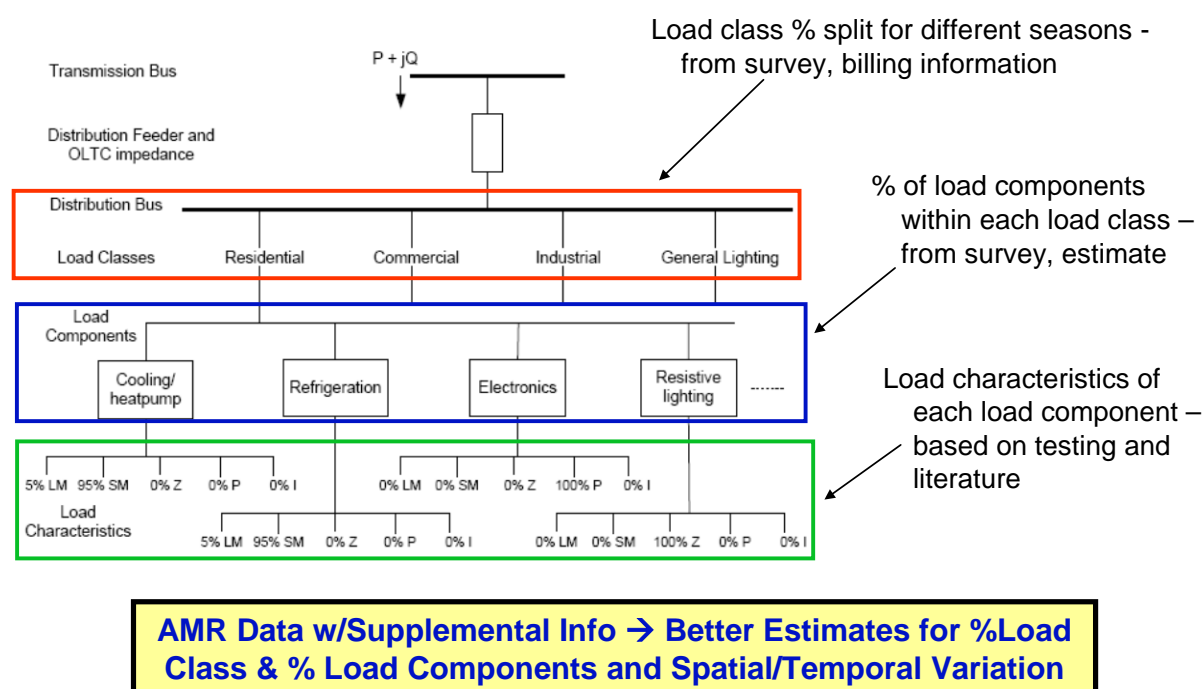 Load class % split for different seasons -
from survey, billing information
Transmission Bus
P + jQ
Distribution Feeder and
OLTC impedance
% of load components
within each load class –
from survey, estimate
Distribution Bus
Load Classes
Residential
Commercial
Industrial
General Lighting
Load
Components
Cooling/
heatpump
Refrigeration
Electronics
Resistive
lighting
.......
Load characteristics of
each load component –
based on testing and
literature
5% LM 95% SM 0% Z 0% P 0% I
0% LM 0% SM 0% Z 100% P 0% I
Load
Characteristics
5% LM 95% SM 0% Z 0% P 0% I
0% LM 0% SM 100% Z 0% P 0% I
AMR Data w/Supplemental Info → Better Estimates for %Load
Class & % Load Components and Spatial/Temporal Variation